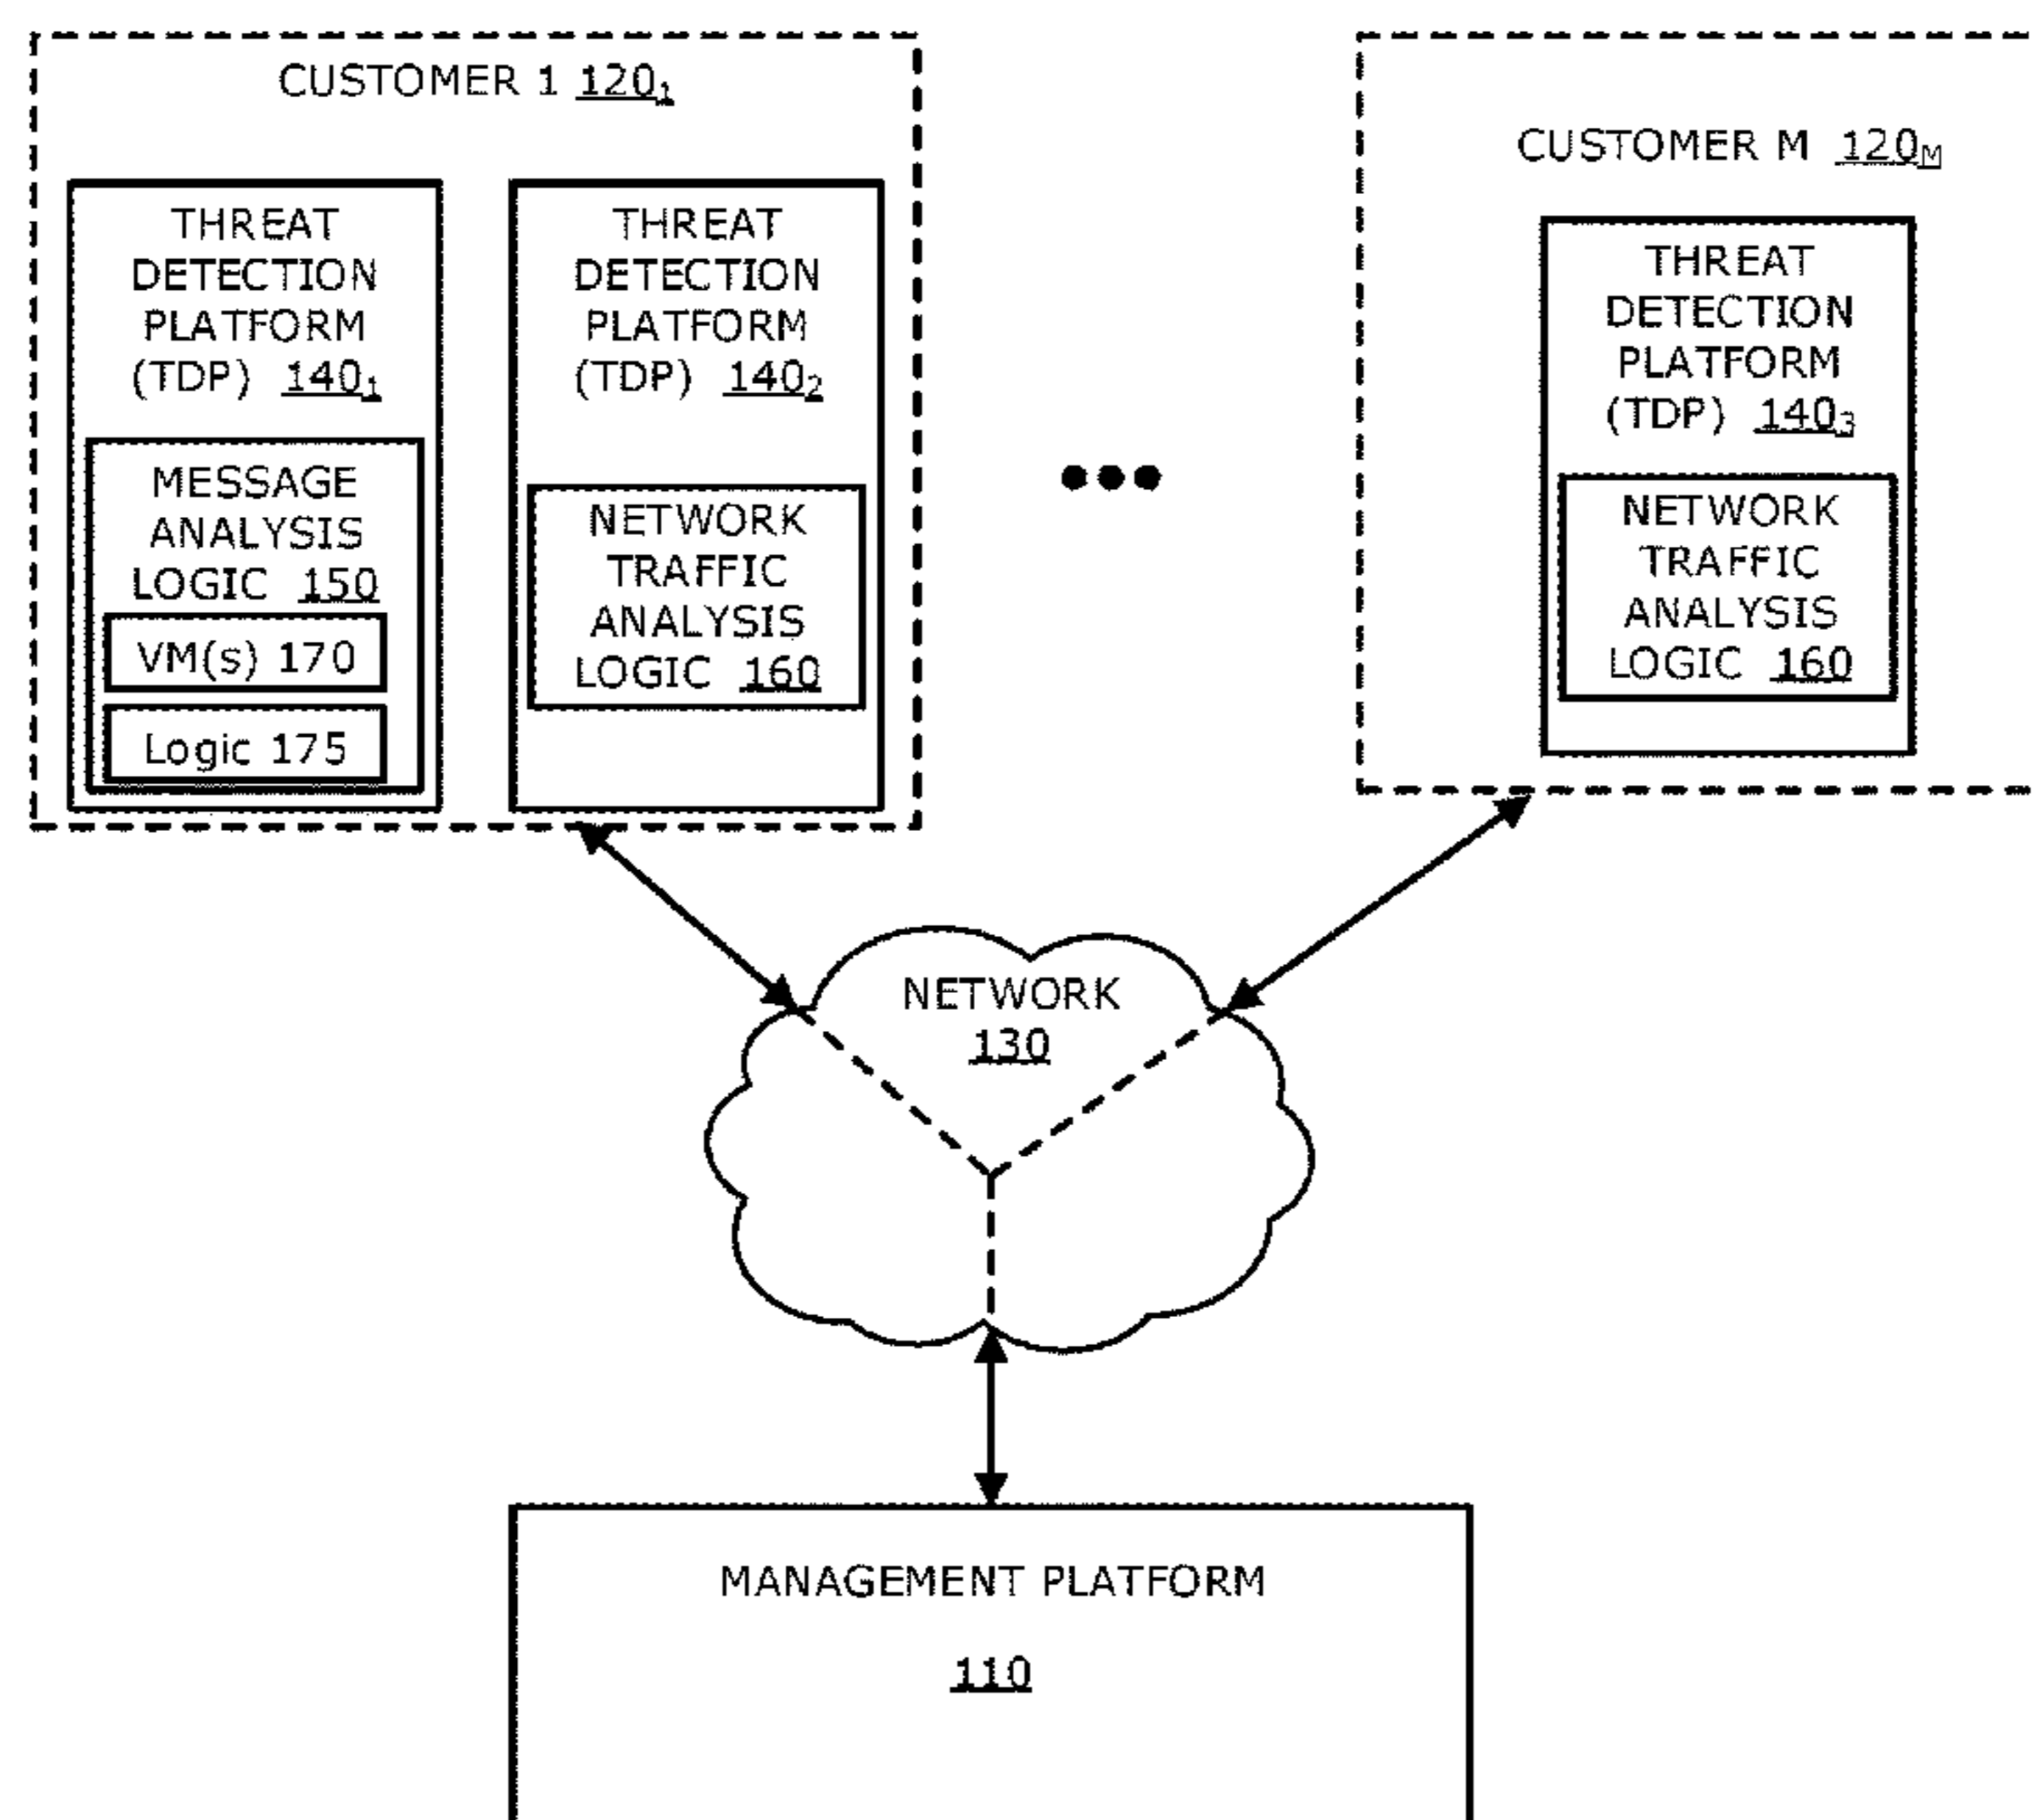 CUSTOMER 1 120₁
THREAT
DETECTION
PLATFORM
(TDP) 140₁
MESSAGE
ANALYSIS
LOGIC 150
VM(s) 170
Logic 175
THREAT
DETECTION
PLATFORM
(TDP) 140₂
NETWORK
TRAFFIC
ANALYSIS
LOGIC 160
CUSTOMER M 120M
THREAT
DETECTION
PLATFORM
(TDP) 140₃
NETWORK
TRAFFIC
ANALYSIS
LOGIC 160
NETWORK
130
MANAGEMENT PLATFORM
110